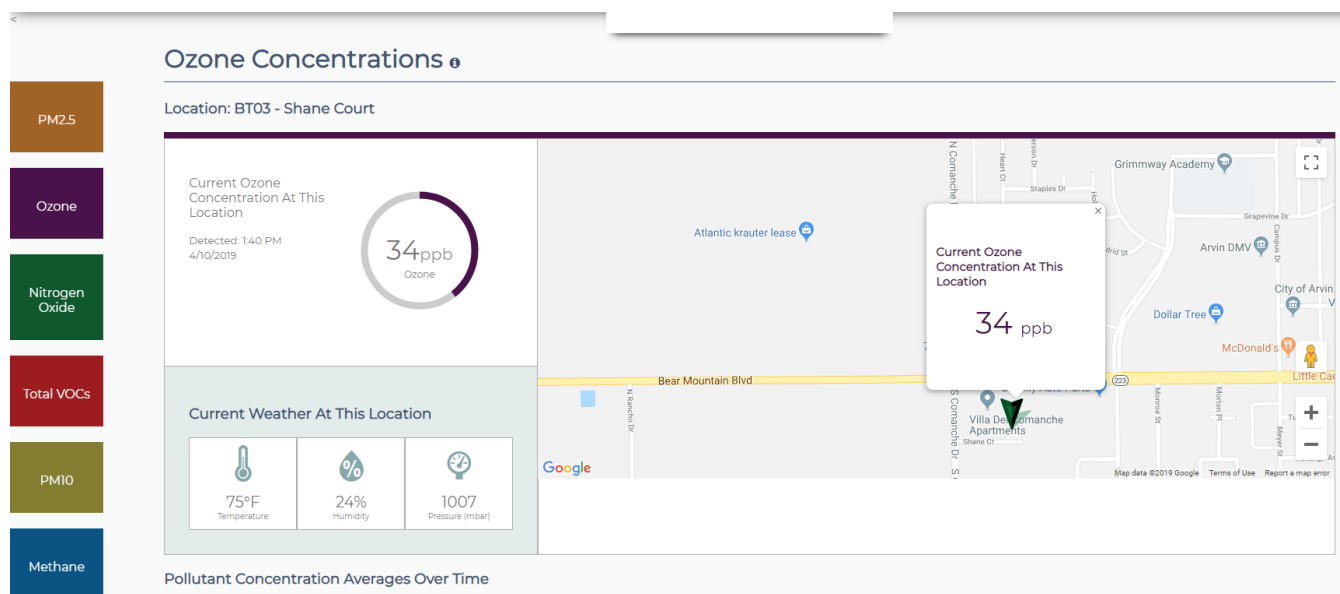 <
Ozone Concentrations
Location: BT03 - Shane Court
PM2.5
Ozone
Nitrogen
Oxide
Total VOCs
PM10
Methane
Current Ozone
Concentration At This
Location
Detected: 1:40 PM
4/10/2019
34ppb
Ozone
Current Weather At This Location
75°F
Temperature
24%
Humidity
1007
Pressure (mbar)
Atlantic krauter lease
N Comanche
Heart Ct
Staples Dr
Grimmway Academy
Grapevine Dr
Campus Dr
Arvin DMV
City of Arvin
Dollar Tree
McDonald's
Little
Current Ozone
Concentration At This
Location
34 ppb
×
Bear Mountain Blvd
223
N Rancho Dr
S Comanche Dr
Villa De Comanche
Apartments
Shane Ct
Monroe St
Morton Pl
Meyer St
+
−
Google
Map data ©2019 Google
Terms of Use
Report a map error
Pollutant Concentration Averages Over Time